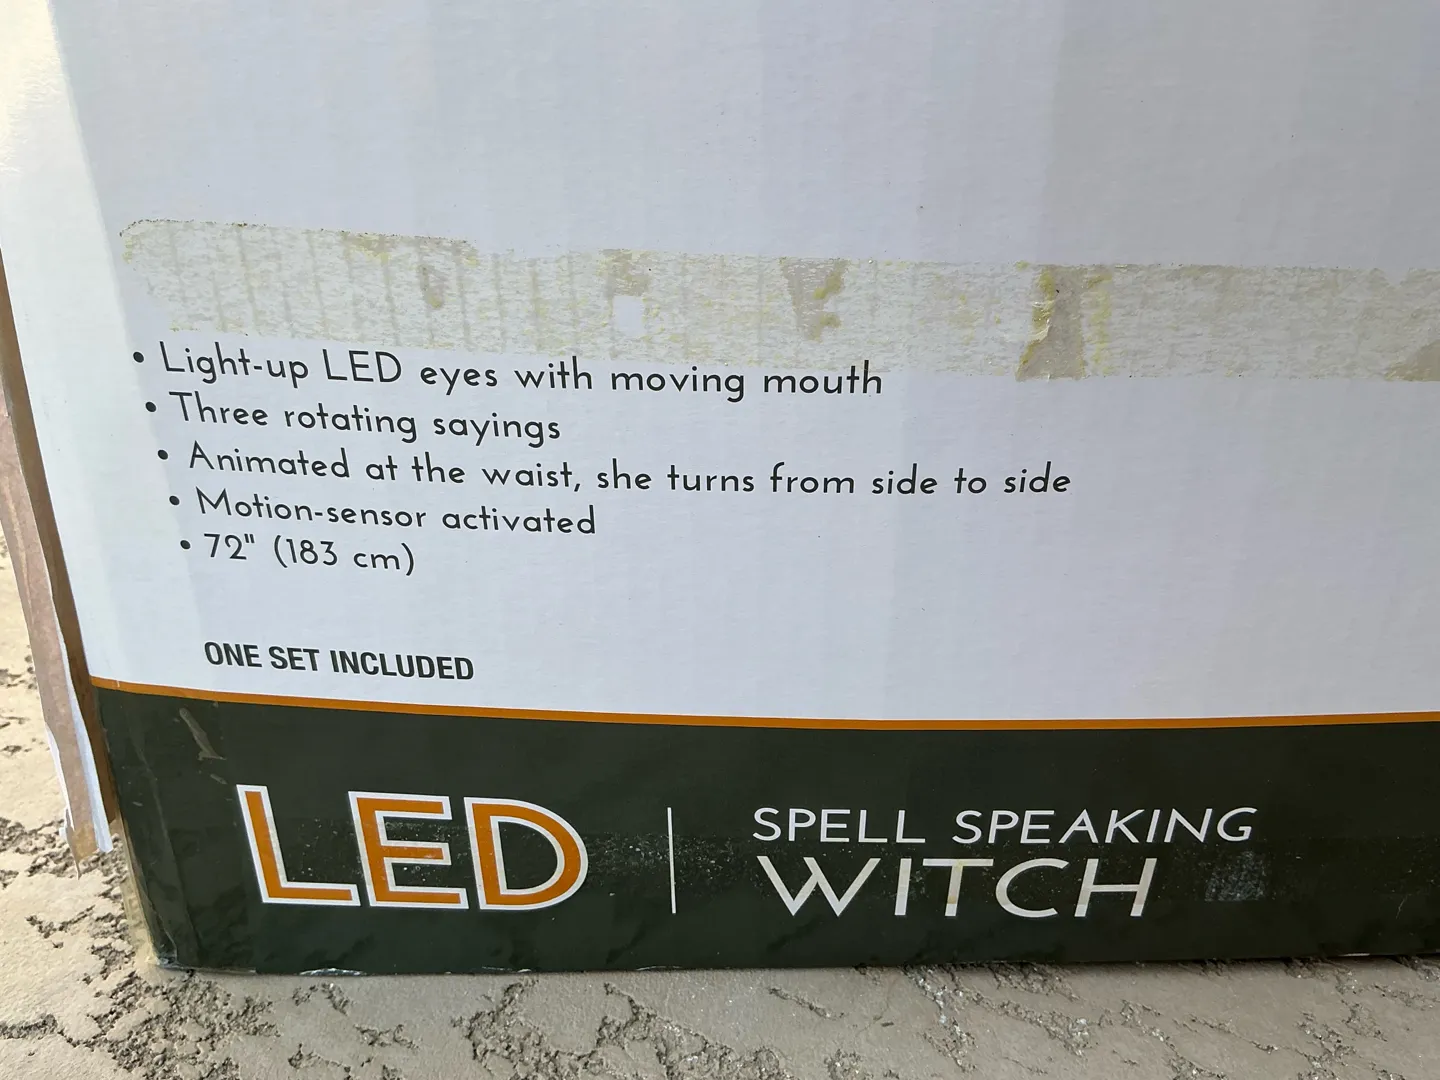 • Light-up LED eyes with moving mouth
• Three rotating sayings
• Animated at the waist, she turns from side to side
• Motion-sensor activated
• 72" (183 cm)
ONE SET INCLUDED
LED | SPELL SPEAKING
WITCH